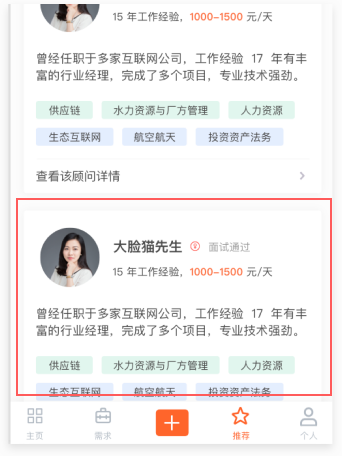 15 年工作经验，1000-1500 元/天
曾经任职于多家互联网公司，工作经验 17 年有丰
富的行业经理，完成了多个项目，专业技术强劲。
供应链 水力资源与厂方管理 人力资源
生态互联网 航空航天 投资资产法务
查看该顾问详情
大脸猫先生 面试通过
15 年工作经验，1000-1500 元/天
曾经任职于多家互联网公司，工作经验 17 年有丰
富的行业经理，完成了多个项目，专业技术强劲。
供应链 水力资源与厂方管理 人力资源
生态互联网 航空航天 投资资产法务
主页 需求 推荐 个人